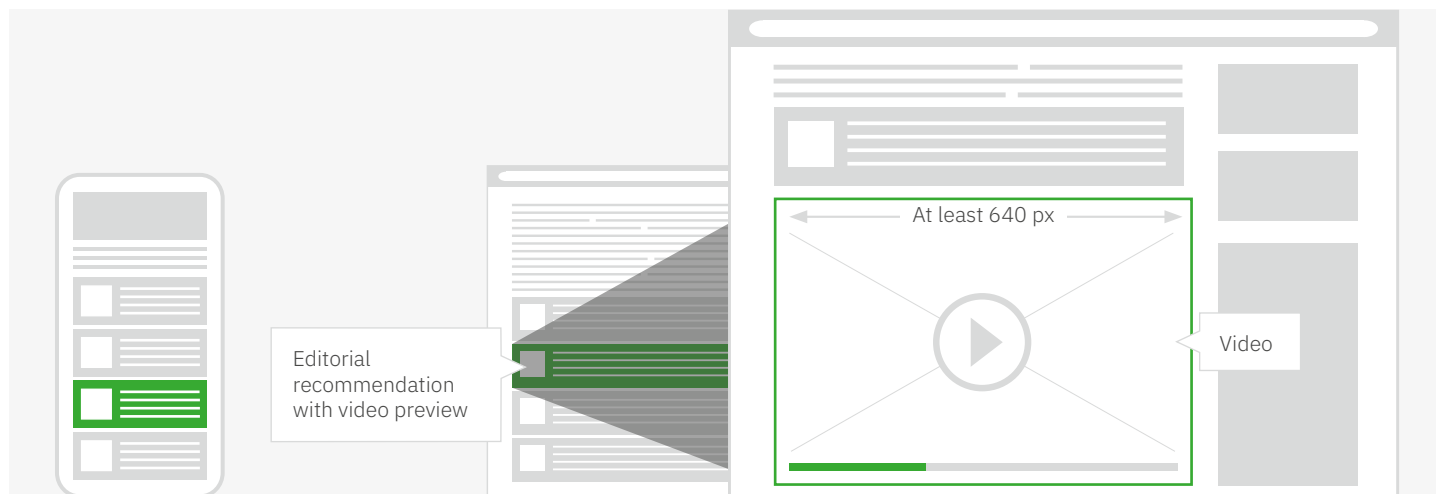 At least 640 px
Editorial
recommendation
with video preview
Video